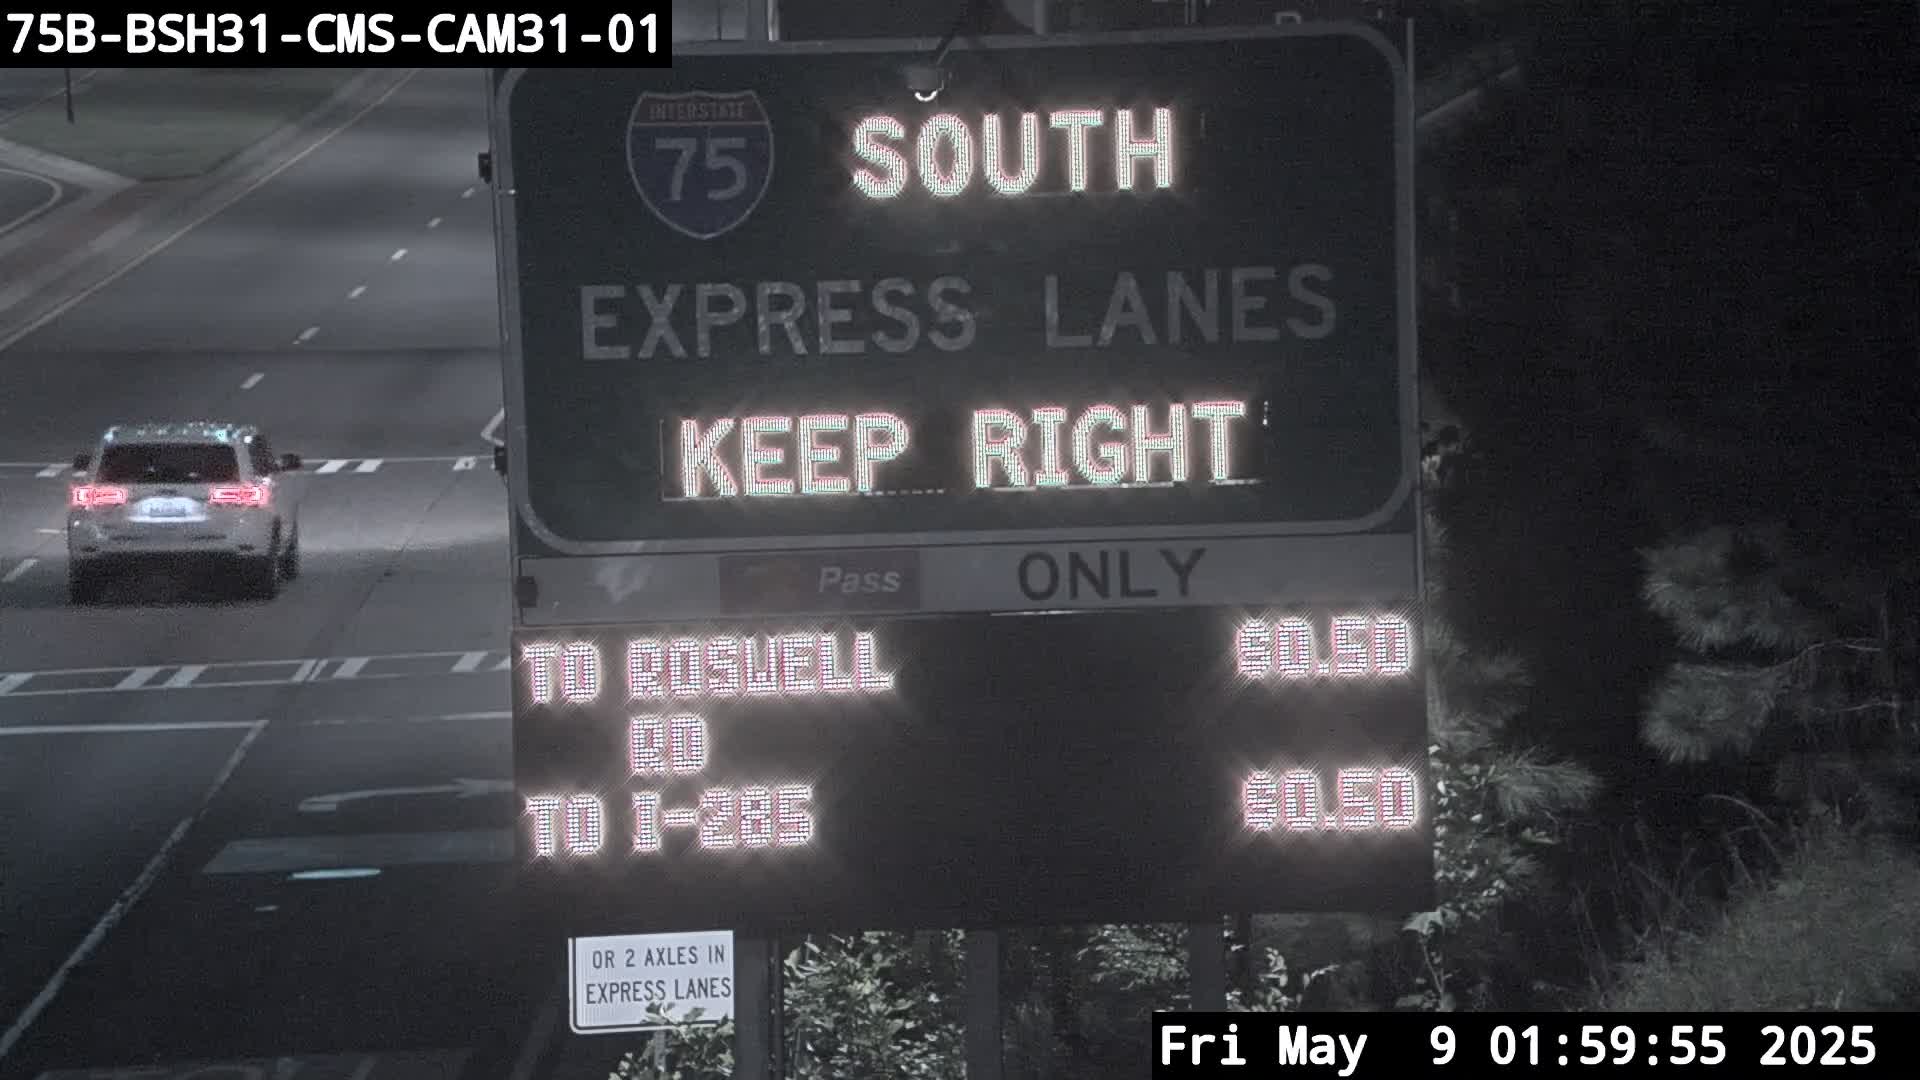 75B-BSH31-CMS-CAM31-01
INTERSTATE
75
SOUTH
EXPRESS LANES
KEEP RIGHT
Pass ONLY
TO ROSWELL $0.50
RD
TO I-285 $0.50
OR 2 AXLES IN
EXPRESS LANES
Fri May 9 01:59:55 2025